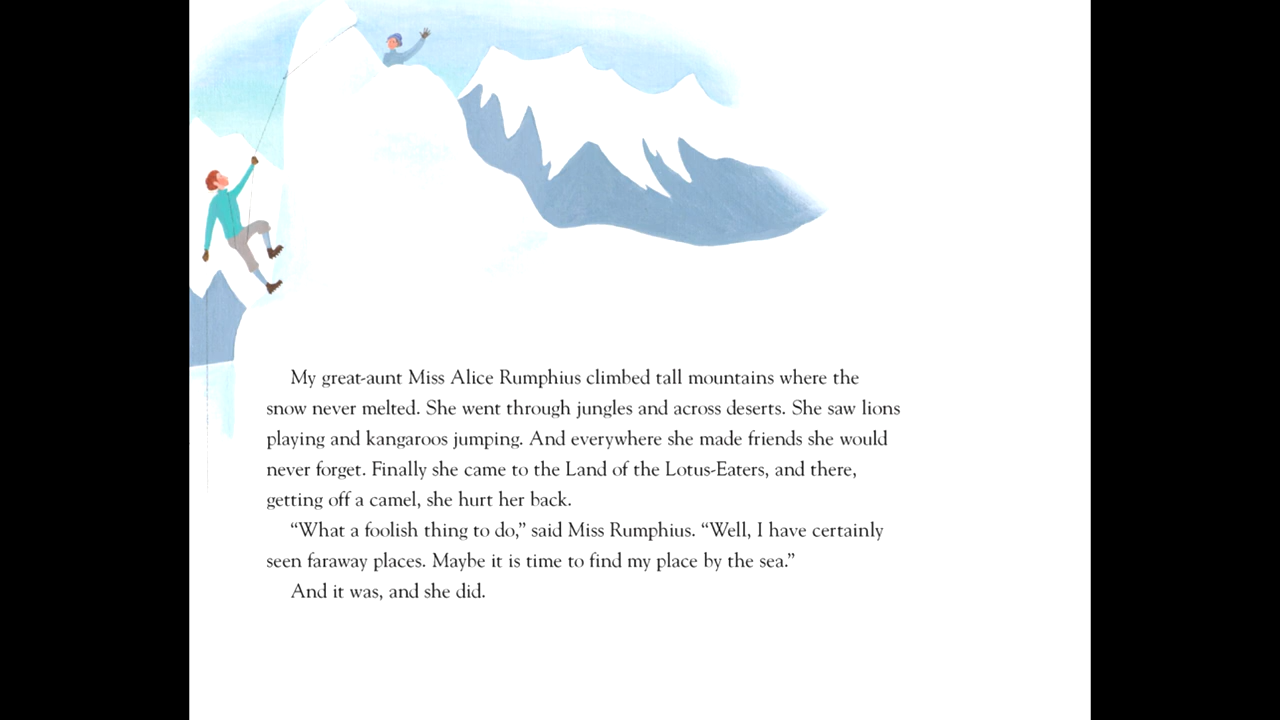 My great-aunt Miss Alice Rumphius climbed tall mountains where the
snow never melted. She went through jungles and across deserts. She saw lions
playing and kangaroos jumping. And everywhere she made friends she would
never forget. Finally she came to the Land of the Lotus-Eaters, and there,
getting off a camel, she hurt her back.
“What a foolish thing to do,” said Miss Rumphius. “Well, I have certainly
seen faraway places. Maybe it is time to find my place by the sea.”
And it was, and she did.